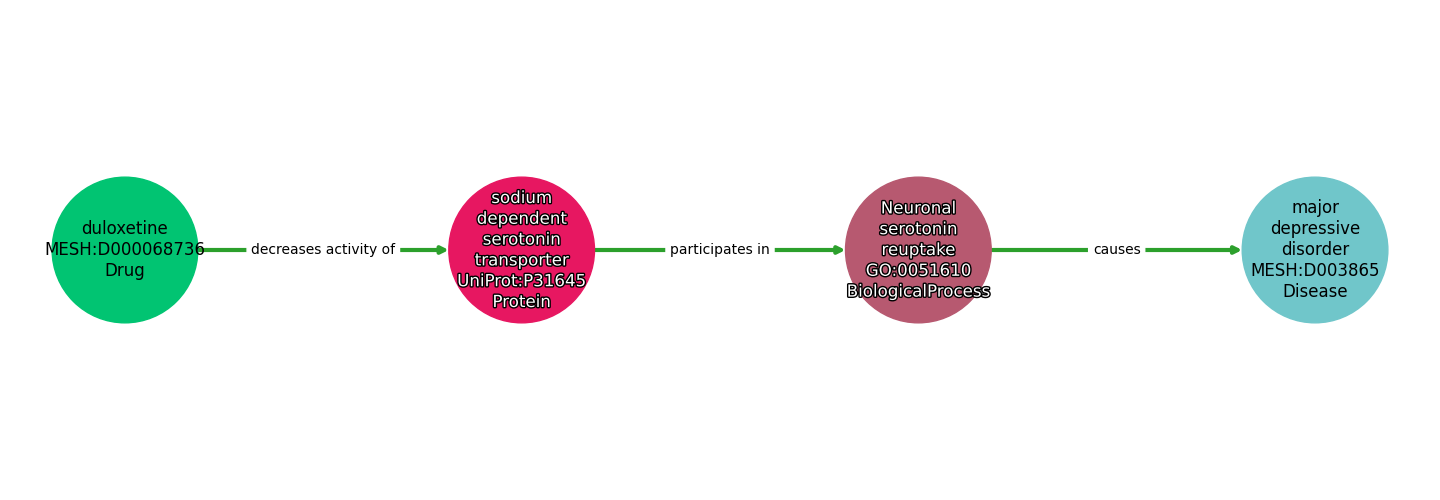 duloxetine
MESH:D000068736
Drug
decreases activity of
sodium
dependent
serotonin
transporter
UniProt:P31645
Protein
participates in
Neuronal
serotonin
reuptake
GO:0051610
BiologicalProcess
causes
major
depressive
disorder
MESH:D003865
Disease